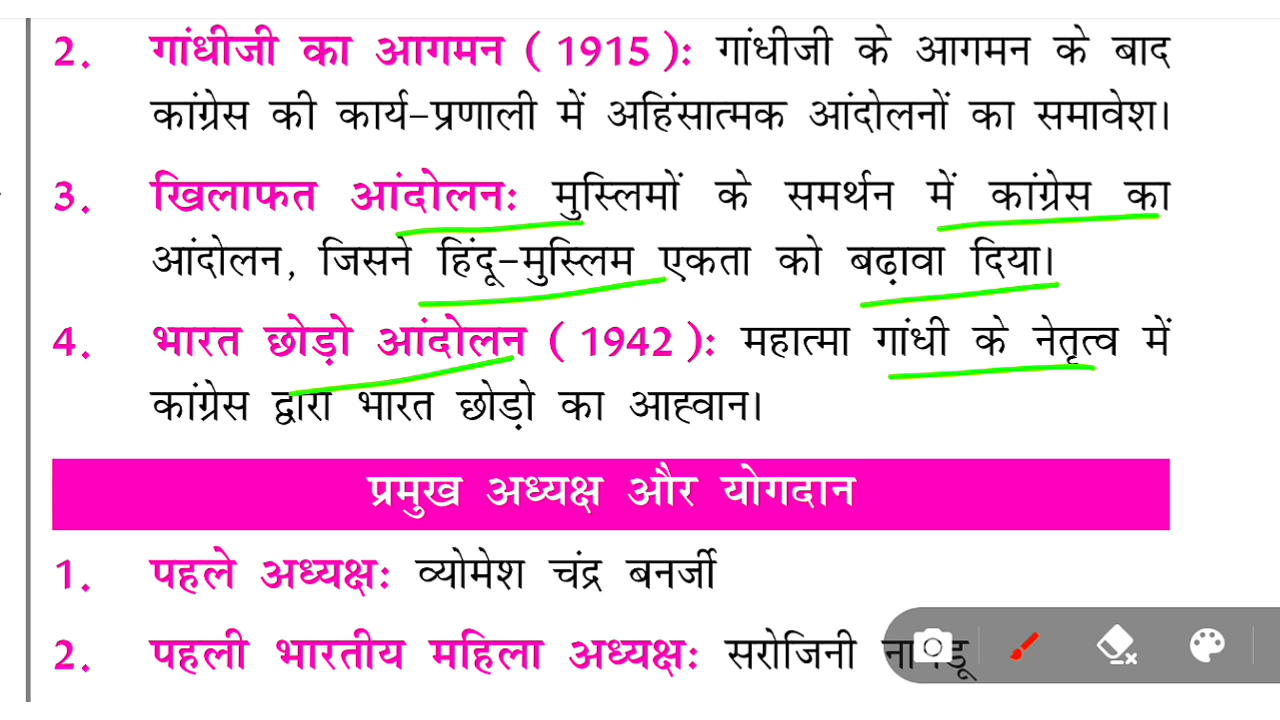 2. गांधीजी का आगमन ( 1915 ): गांधीजी के आगमन के बाद
कांग्रेस की कार्य-प्रणाली में अहिंसात्मक आंदोलनों का समावेश।
3. खिलाफत आंदोलन: मुस्लिमों के समर्थन में कांग्रेस का
आंदोलन, जिसने हिंदू-मुस्लिम एकता को बढ़ावा दिया।
4. भारत छोड़ो आंदोलन ( 1942 ): महात्मा गांधी के नेतृत्व में
कांग्रेस द्वारा भारत छोड़ो का आह्वान।
प्रमुख अध्यक्ष और योगदान
1. पहले अध्यक्ष: व्योमेश चंद्र बनर्जी
2. पहली भारतीय महिला अध्यक्ष: सरोजिनी